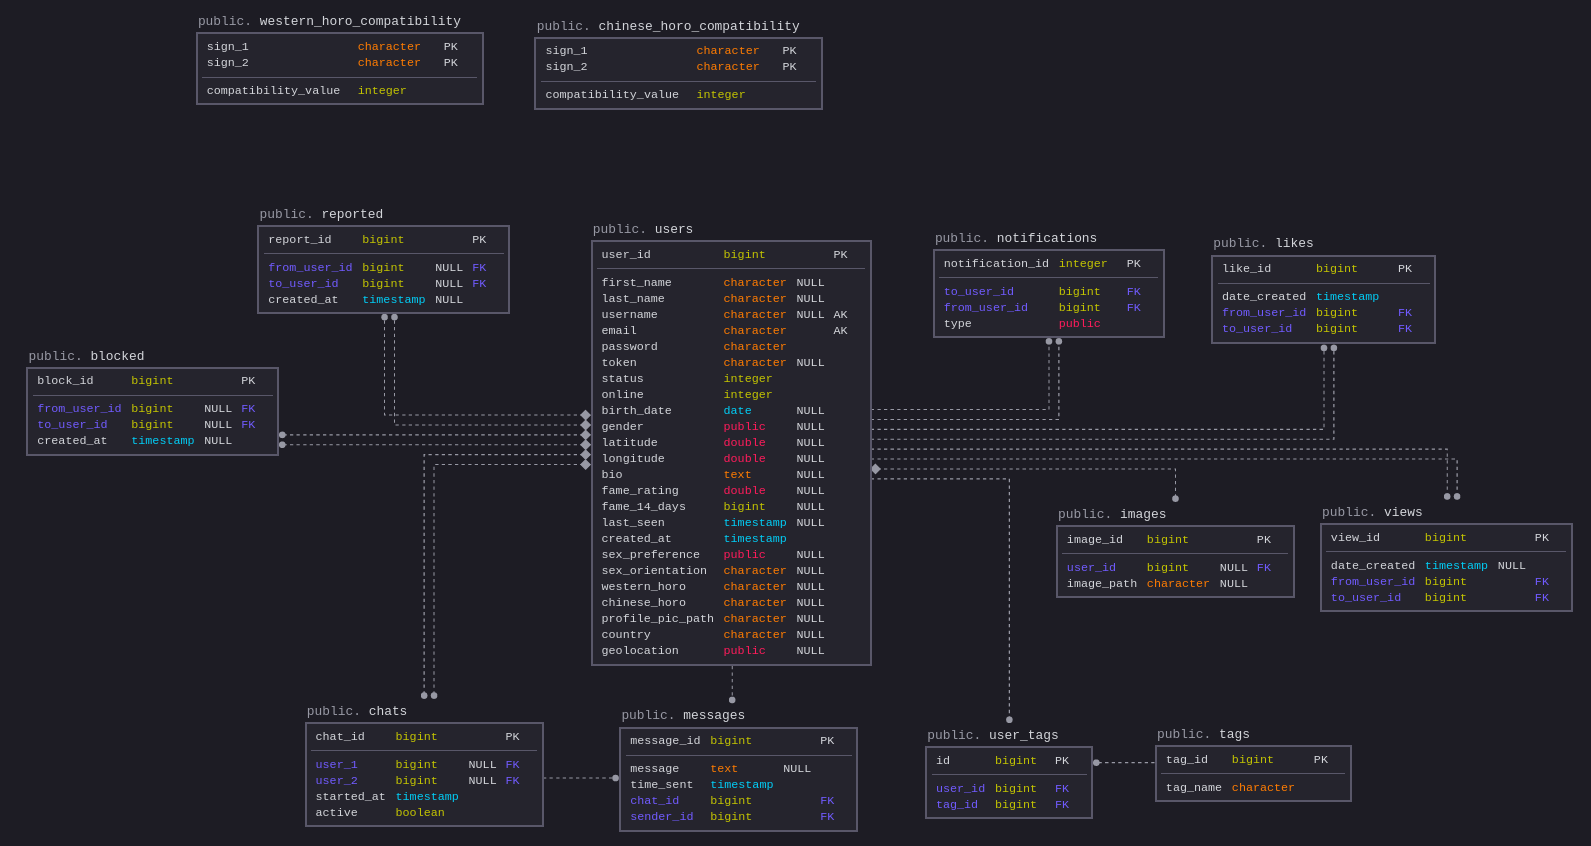 public. western_horo_compatibility
sign_1 character PK
sign_2 character PK
compatibility_value integer
public. chinese_horo_compatibility
sign_1 character PK
sign_2 character PK
compatibility_value integer
public. reported
report_id bigint PK
from_user_id bigint NULL FK
to_user_id bigint NULL FK
created_at timestamp NULL
public. users
user_id bigint PK
first_name character NULL
last_name character NULL
username character NULL AK
email character AK
password character
token character NULL
status integer
online integer
birth_date date NULL
gender public NULL
latitude double NULL
longitude double NULL
bio text NULL
fame_rating double NULL
fame_14_days bigint NULL
last_seen timestamp NULL
created_at timestamp
sex_preference public NULL
sex_orientation character NULL
western_horo character NULL
chinese_horo character NULL
profile_pic_path character NULL
country character NULL
geolocation public NULL
public. notifications
notification_id integer PK
to_user_id bigint FK
from_user_id bigint FK
type public
public. likes
like_id bigint PK
date_created timestamp
from_user_id bigint FK
to_user_id bigint FK
public. blocked
block_id bigint PK
from_user_id bigint NULL FK
to_user_id bigint NULL FK
created_at timestamp NULL
public. images
image_id bigint PK
user_id bigint NULL FK
image_path character NULL
public. views
view_id bigint PK
date_created timestamp NULL
from_user_id bigint FK
to_user_id bigint FK
public. chats
chat_id bigint PK
user_1 bigint NULL FK
user_2 bigint NULL FK
started_at timestamp
active boolean
public. messages
message_id bigint PK
message text NULL
time_sent timestamp
chat_id bigint FK
sender_id bigint FK
public. user_tags
id bigint PK
user_id bigint FK
tag_id bigint FK
public. tags
tag_id bigint PK
tag_name character